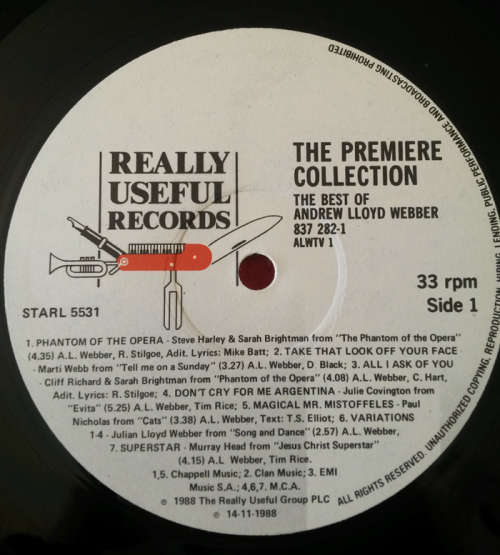 REALLY
USEFUL
RECORDS
THE PREMIERE
COLLECTION
THE BEST OF
ANDREW LLOYD WEBBER
837 282-1
ALWTV 1
33 rpm
Side 1
STARL 5531
1. PHANTOM OF THE OPERA - Steve Harley & Sarah Brightman from "The Phantom of the Opera"
(4.35) A.L. Webber, R. Stilgoe, Adit. Lyrics: Mike Batt; 2. TAKE THAT LOOK OFF YOUR FACE
- Marti Webb from "Tell me on a Sunday" (3.27) A.L. Webber, D. Black; 3. ALL I ASK OF YOU
- Cliff Richard & Sarah Brightman from "Phantom of the Opera" (4.08) A.L. Webber, C. Hart,
Adit. Lyrics: R. Stilgoe; 4. DON'T CRY FOR ME ARGENTINA - Julie Covington from
"Evita" (5.25) A.L. Webber, Tim Rice; 5. MAGICAL MR. MISTOFFELES - Paul
Nicholas from "Cats" (3.38) A.L. Webber, Text: T.S. Elliot; 6. VARIATIONS
1-4 - Julian Lloyd Webber from "Song and Dance" (2.57) A.L. Webber,
7. SUPERSTAR - Murray Head from "Jesus Christ Superstar"
(4.15) A.L Webber, Tim Rice.
1,5. Chappell Music; 2. Clan Music; 3. EMI
Music S.A.; 4,6,7. M.C.A.
℗ 1988 The Really Useful Group PLC
℗ 14-11-1988
ALL RIGHTS RESERVED. UNAUTHORIZED COPYING, REPRODUCTION, HIRING, LENDING, PUBLIC PERFORMANCE AND BROADCASTING PROHIBITED